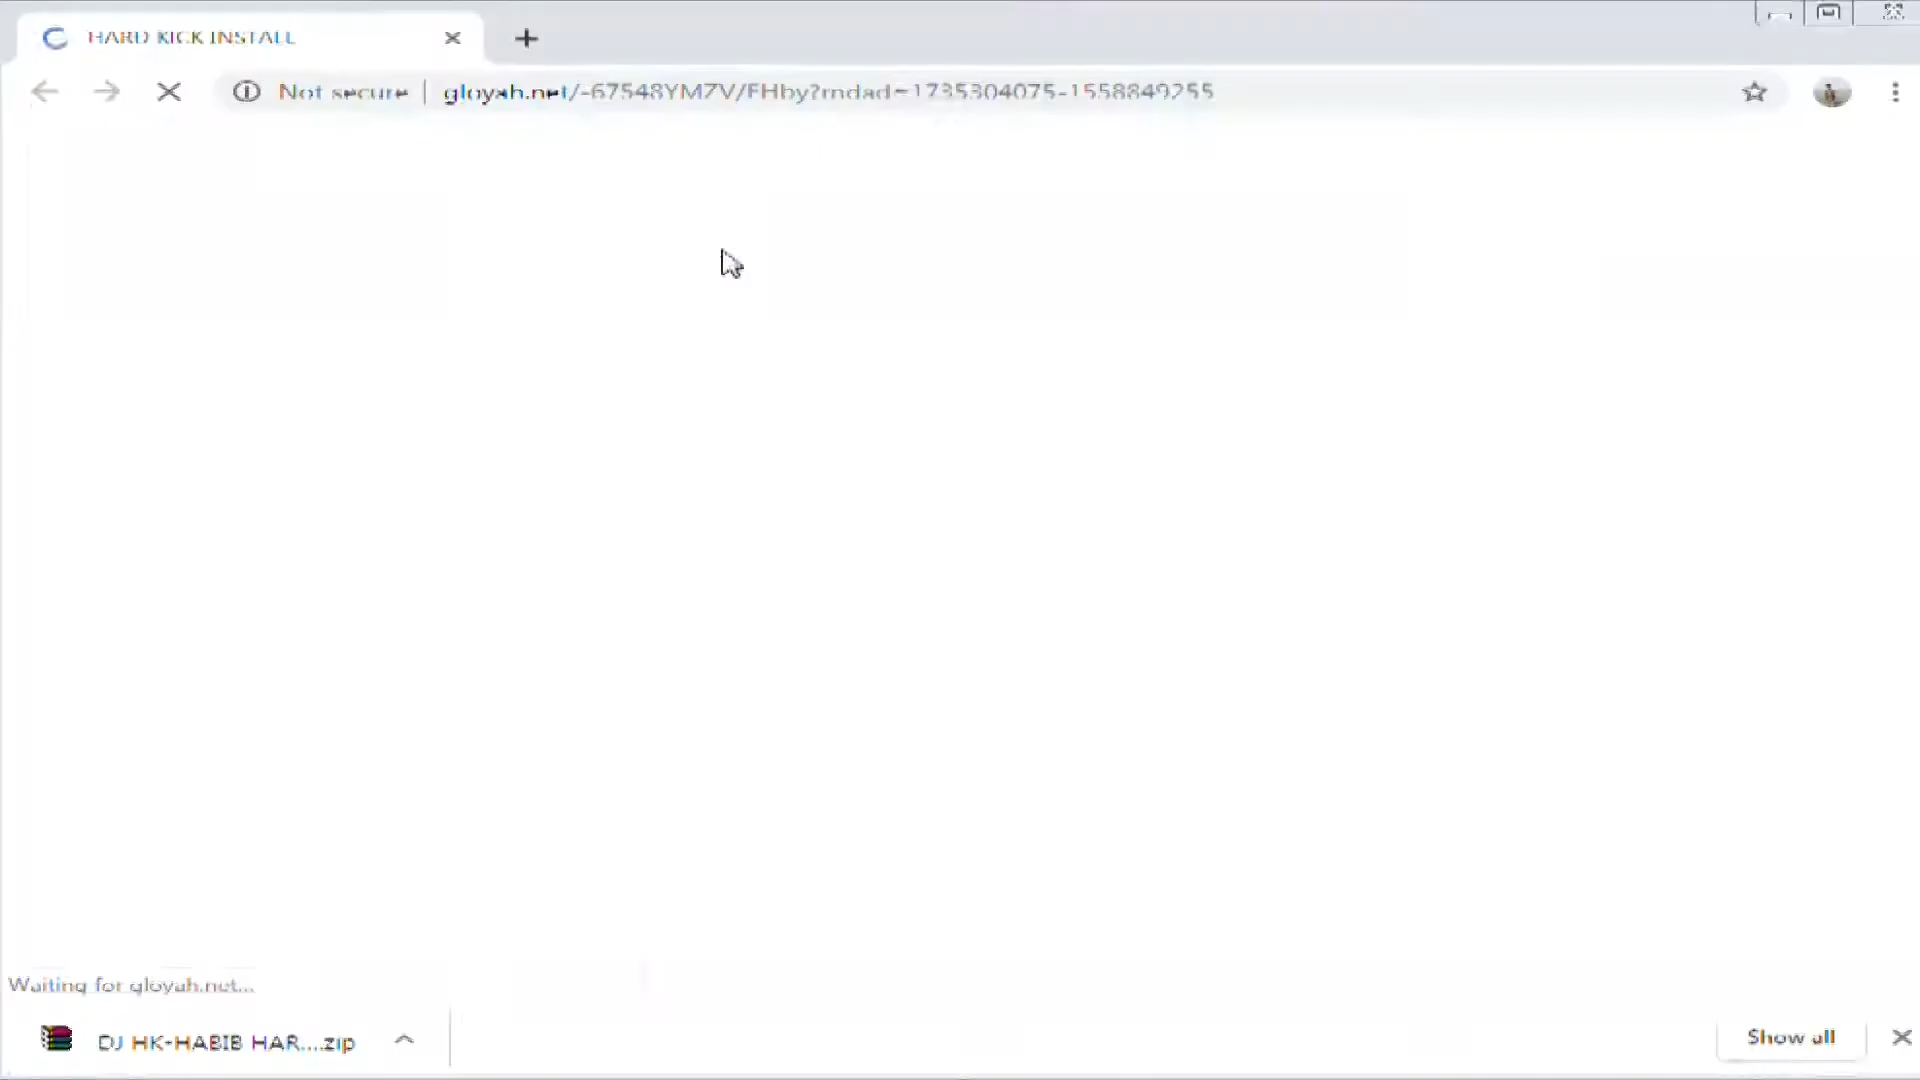 HARD KICK INSTALL
Not secure | gloyah.net/-67548YMZV/FHby?rndad=1735304075-1558849255
Waiting for gloyah.net...
DJ HK-HABIB HAR....zip
Show all